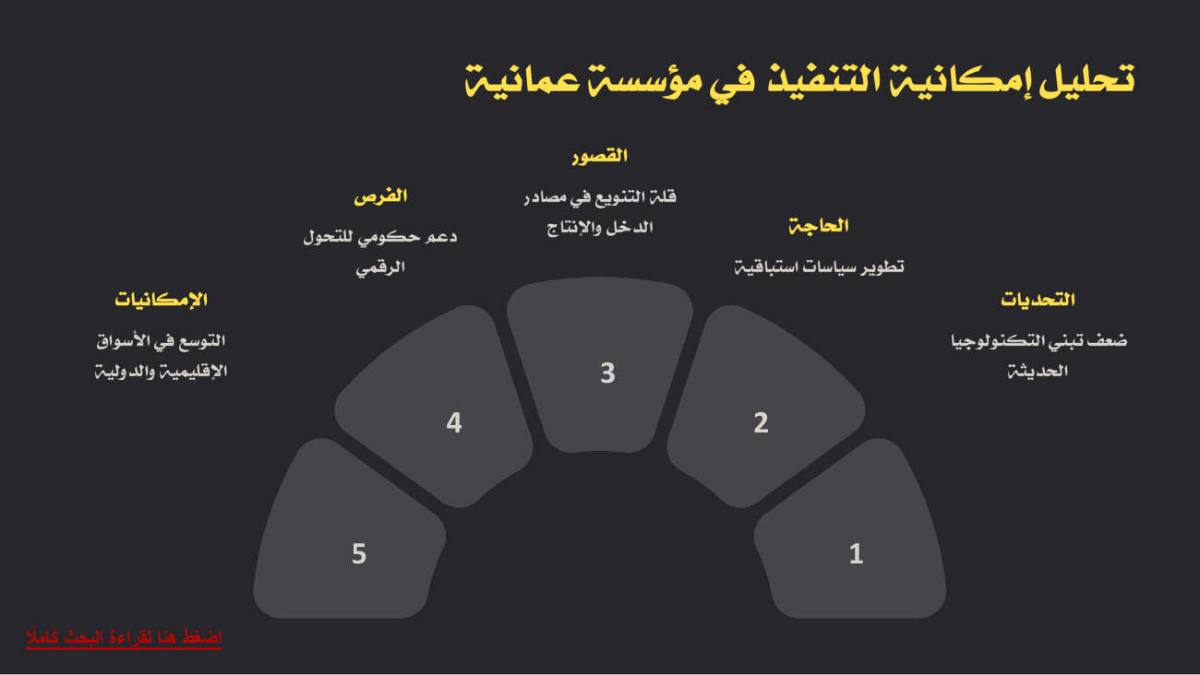 تحليل إمكانية التنفيذ في مؤسسة عمانية
التحديات
ضعف تبني التكنولوجيا
الحديثة
1
الحاجة
تطوير سياسات استباقية
2
القصور
قلة التنويع في مصادر
الدخل والإنتاج
3
الفرص
دعم حكومي للتحول
الرقمي
4
الإمكانيات
التوسع في الأسواق
الإقليمية والدولية
5
اضغط هنا لقراءة البحث كاملًا